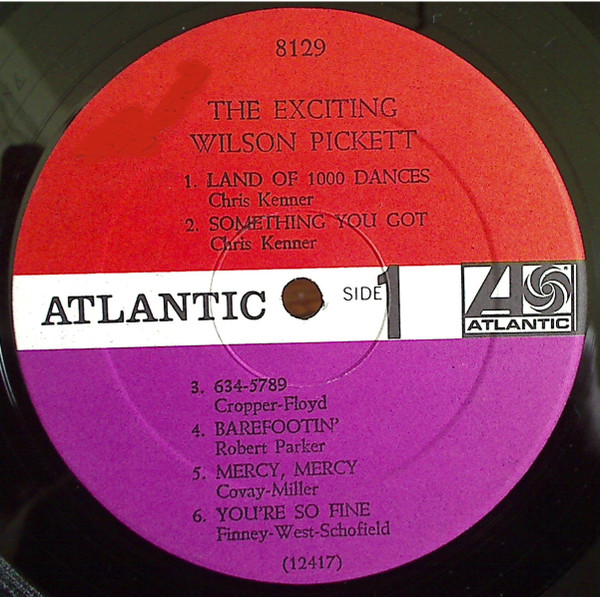 8129
THE EXCITING
WILSON PICKETT
1. LAND OF 1000 DANCES
Chris Kenner
2. SOMETHING YOU GOT
Chris Kenner
ATLANTIC SIDE 1 A ATLANTIC
3. 634-5789
Cropper-Floyd
4. BAREFOOTIN'
Robert Parker
5. MERCY, MERCY
Covay-Miller
6. YOU'RE SO FINE
Finney-West-Schofield
(12417)